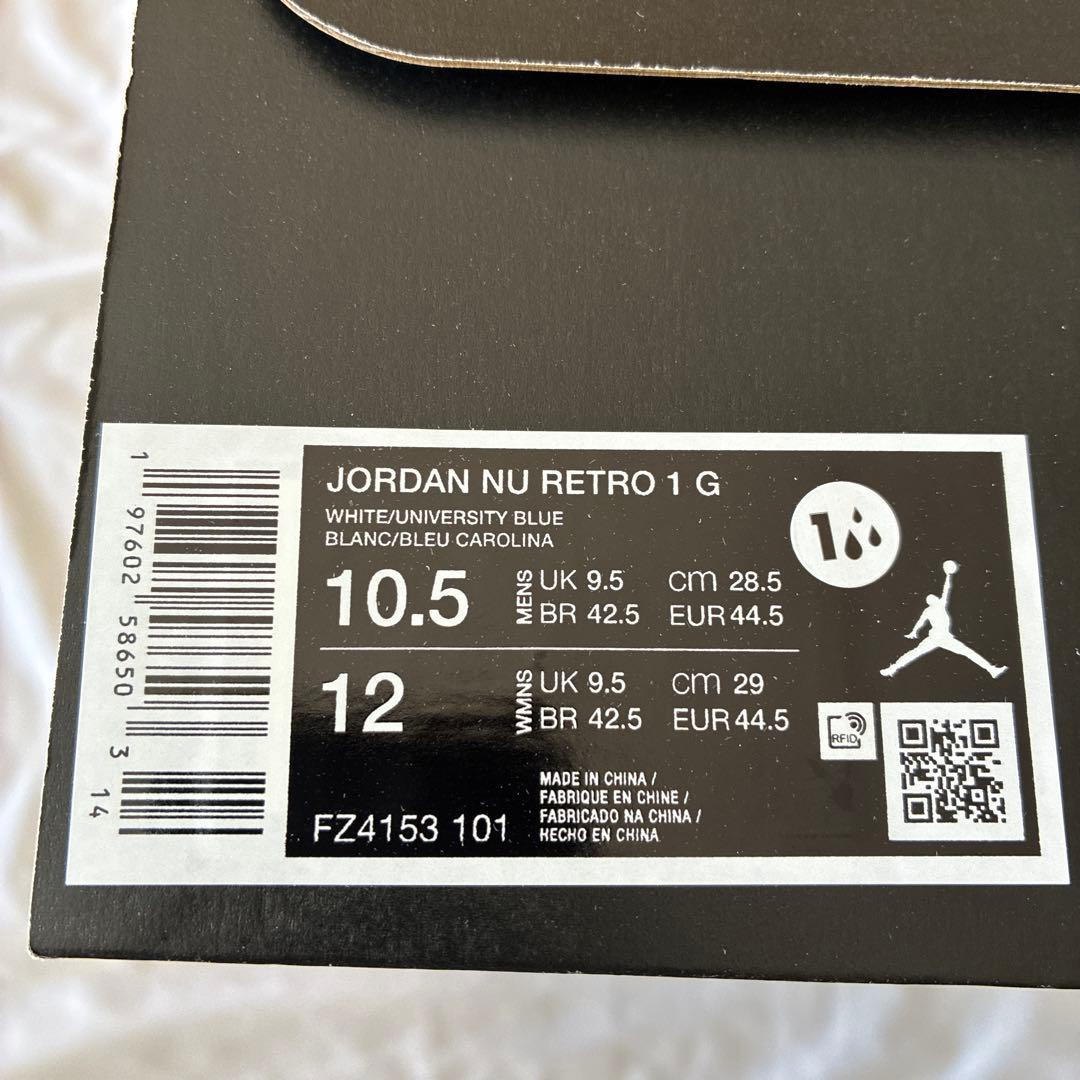 JORDAN NU RETRO 1 G
WHITE/UNIVERSITY BLUE
BLANC/BLEU CAROLINA
10.5 MENS UK 9.5 cm 28.5
BR 42.5 EUR 44.5
12 WMNS UK 9.5 cm 29
BR 42.5 EUR 44.5
MADE IN CHINA /
FABRIQUE EN CHINE /
FABRICADO NA CHINA /
HECHO EN CHINA
FZ4153 101
1
RFID
1 97602 58650 3
14